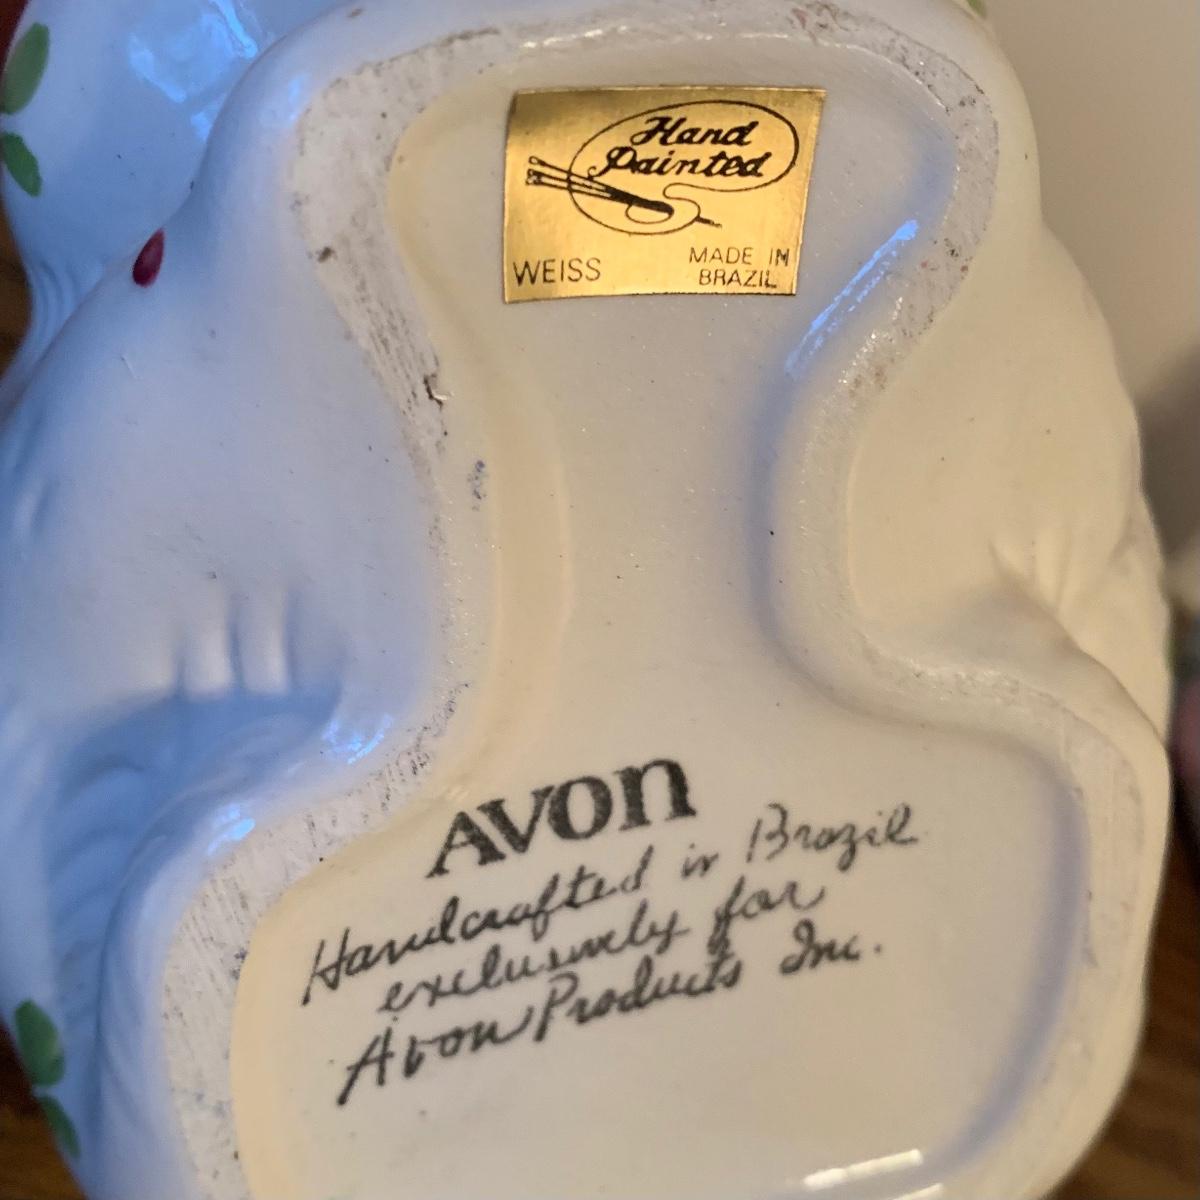 Hand
Painted
WEISS
MADE IN
BRAZIL
AVON
Handcrafted in Brazil
exclusively for
Avon Products Inc.